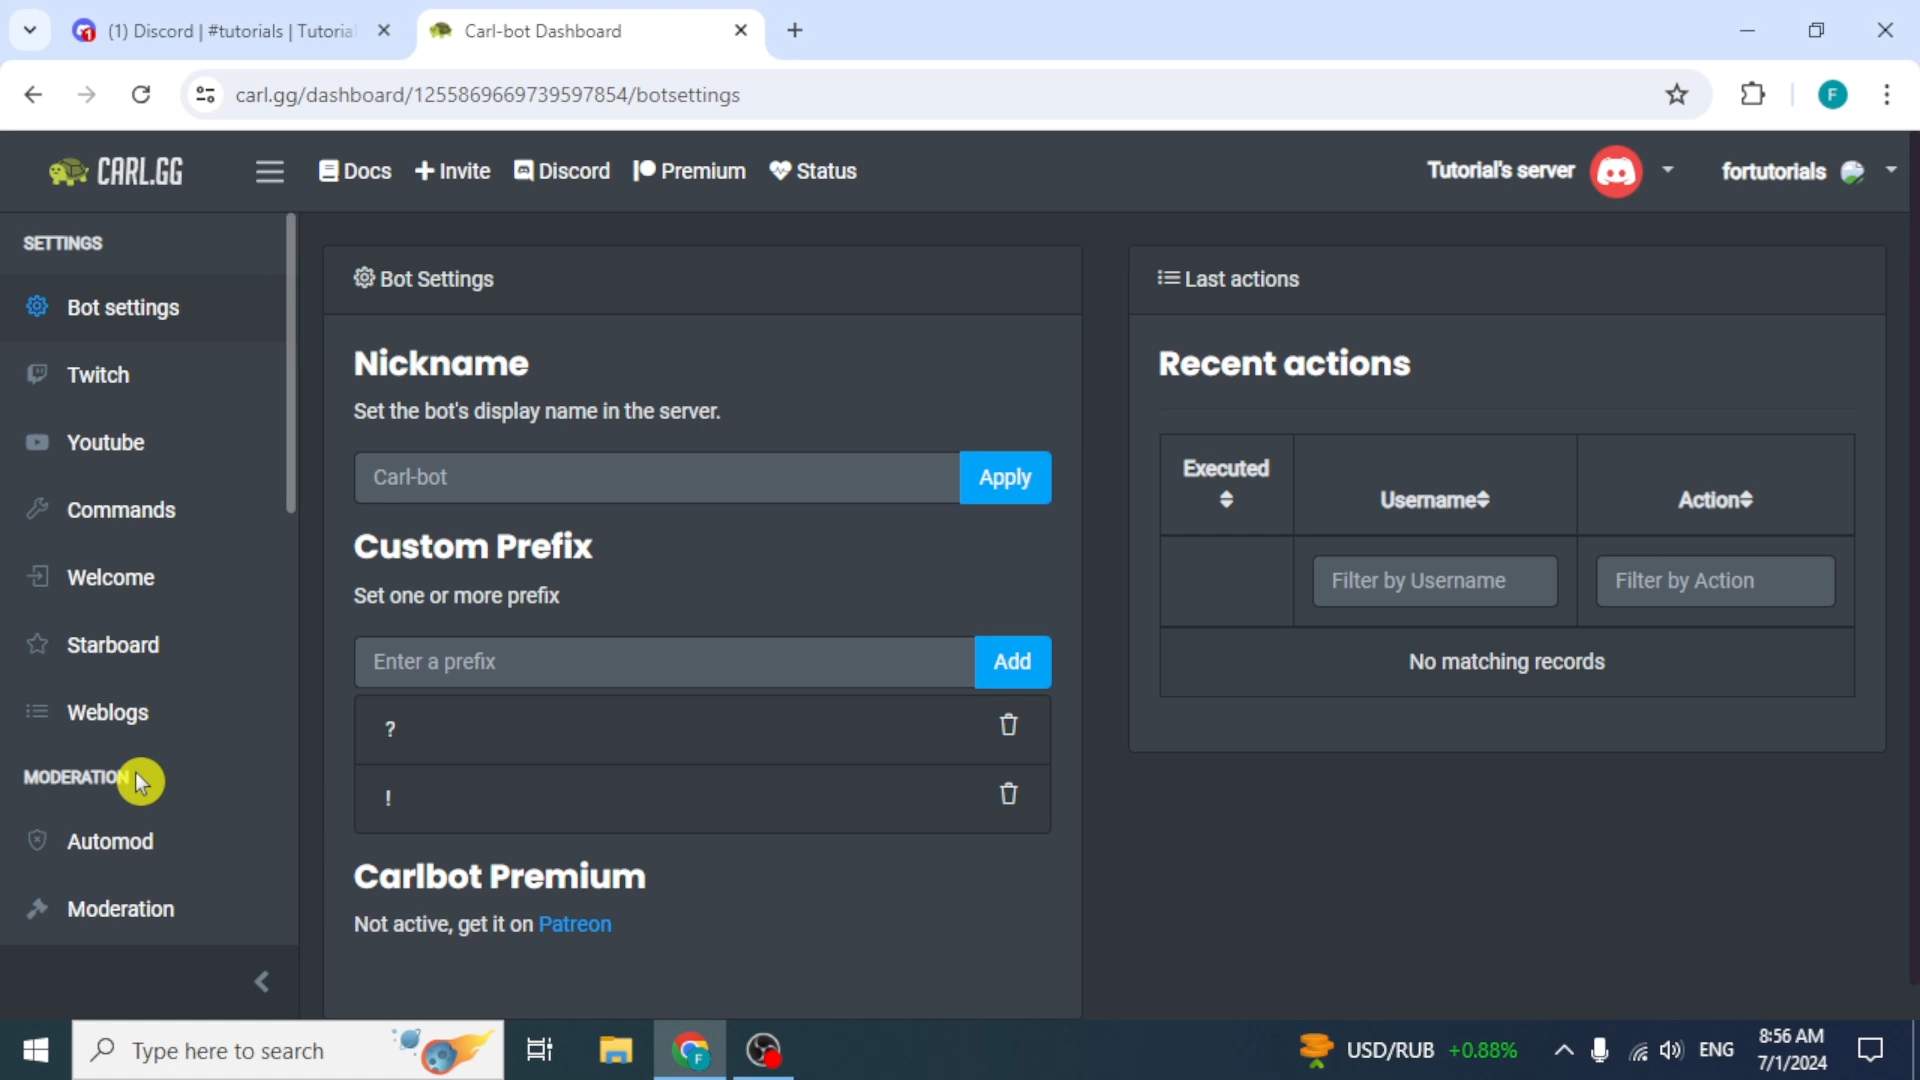 (1) Discord | #tutorials | Tutorial
Carl-bot Dashboard
carl.gg/dashboard/1255869669739597854/botsettings
F
CARL.GG
Docs
Invite
Discord
Premium
Status
Tutorial's server
fortutorials
SETTINGS
Bot settings
Twitch
Youtube
Commands
Welcome
Starboard
Weblogs
MODERATION
Automod
Moderation
Bot Settings
Nickname
Set the bot's display name in the server.
Carl-bot
Apply
Custom Prefix
Set one or more prefix
Enter a prefix
Add
?
!
Carlbot Premium
Not active, get it on Patreon
Last actions
Recent actions
Executed
Username
Action
Filter by Username
Filter by Action
No matching records
Type here to search
USD/RUB +0.88%
ENG
8:56 AM
7/1/2024